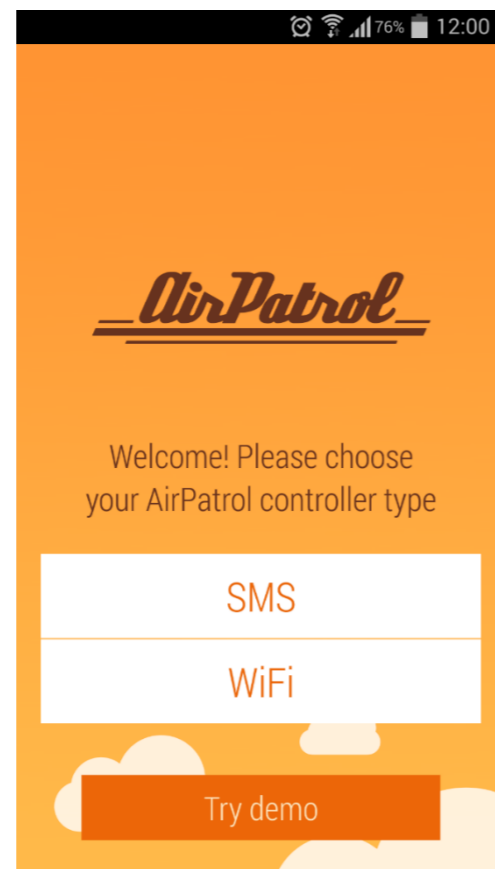 76% 12:00
AirPatrol
Welcome! Please choose
your AirPatrol controller type
SMS
WiFi
Try demo